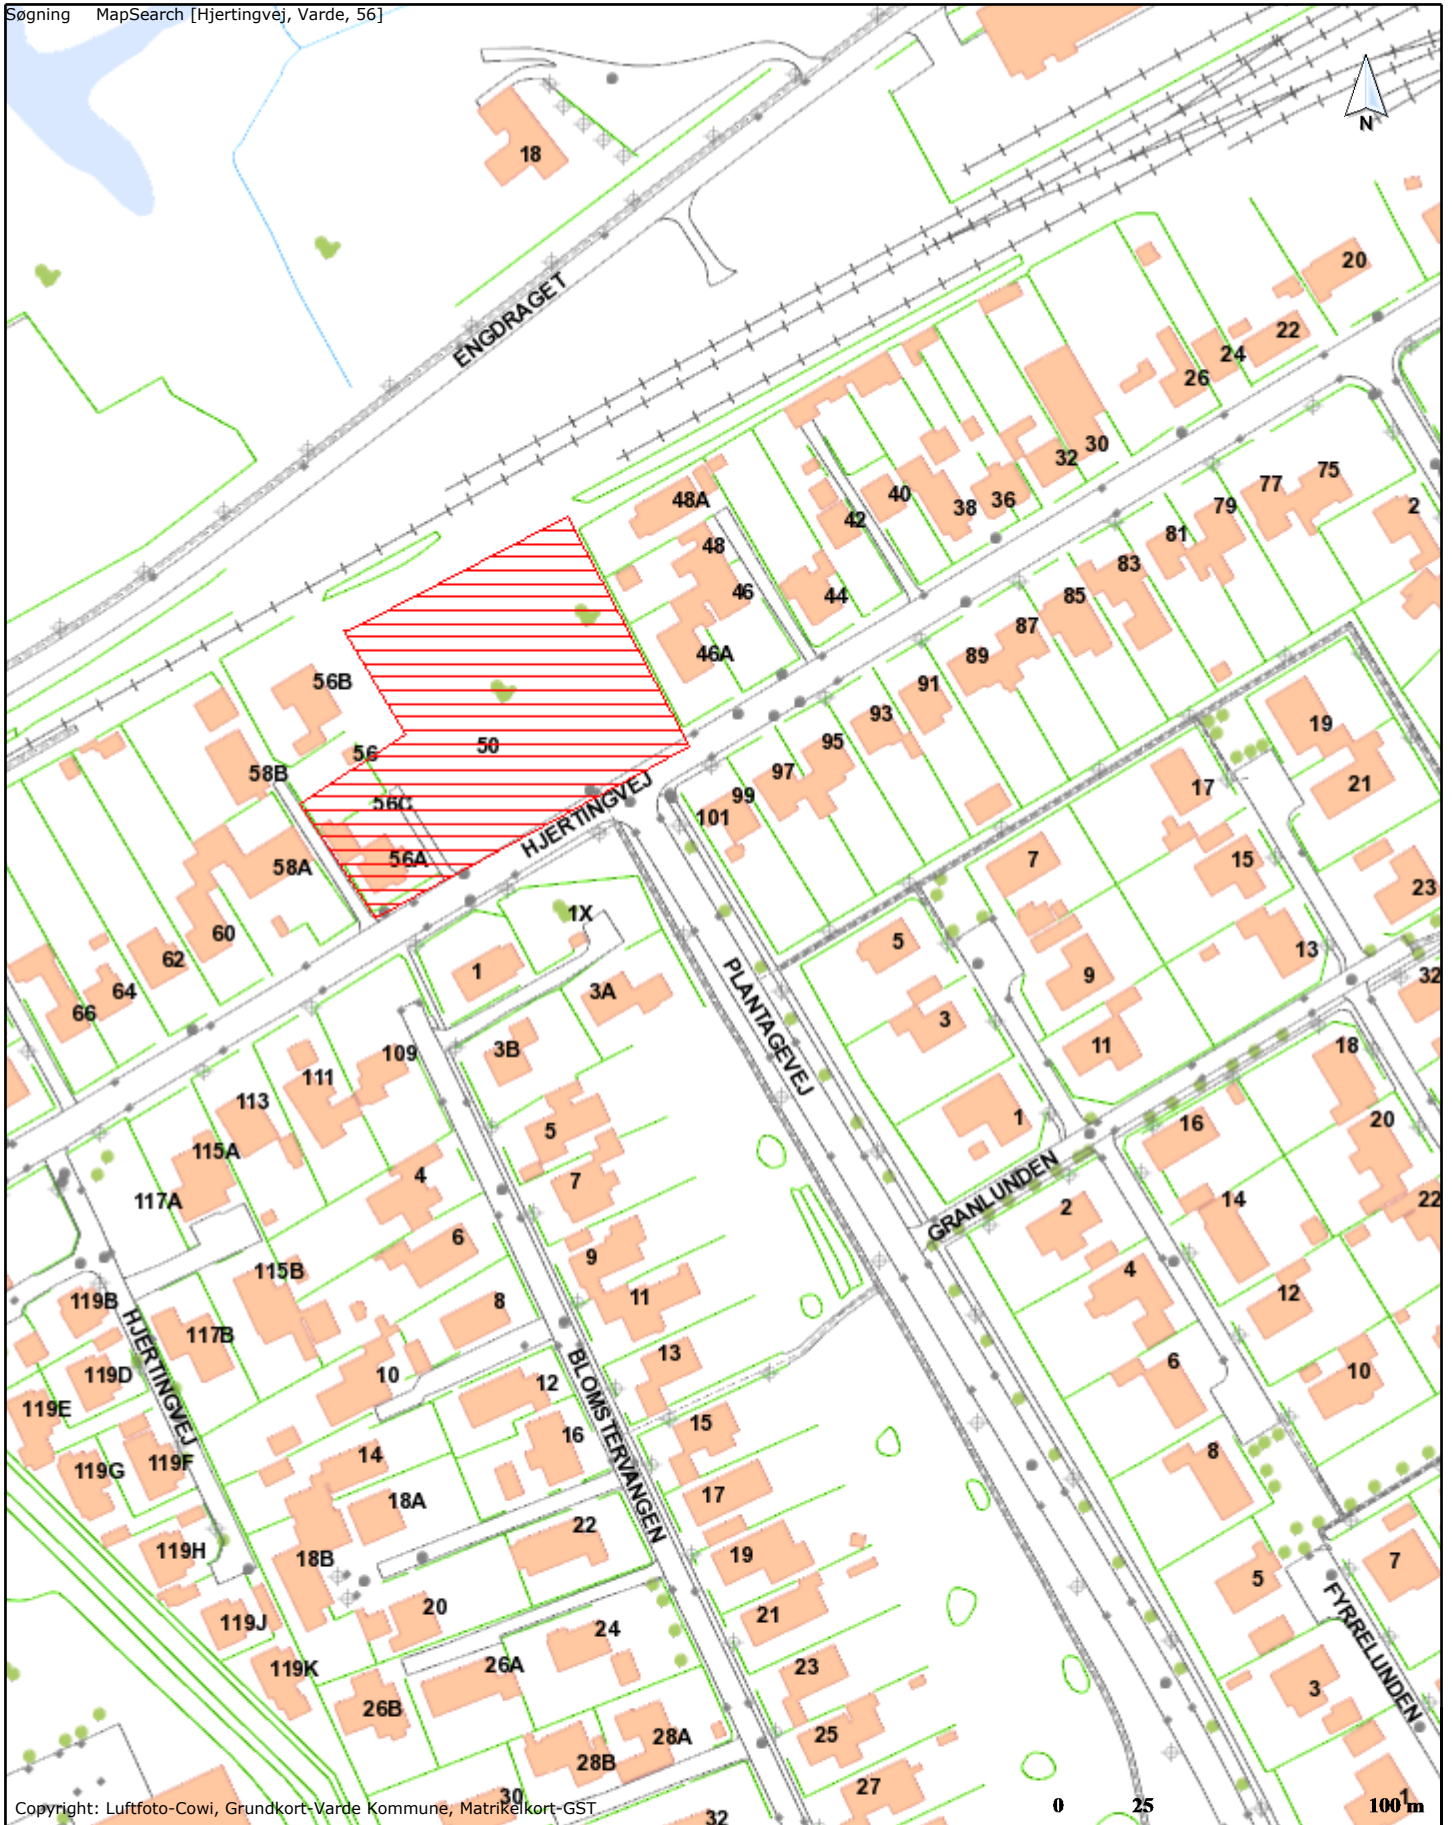 Søgning MapSearch [Hjertingvej, Varde, 56]
N
18
ENGDRAGET
20
22
24
26
30
32
36
38
40
42
44
48A
48
46
46A
75
77
79
81
83
85
87
89
91
93
95
97
99
101
2
56B
56
50
58B
56C
56A
58A
HJERTINGVEJ
60
62
64
66
1X
1
3A
3B
PLANTAGEVEJ
19
17
21
7
15
23
5
13
9
3
11
32
1
18
16
20
GRANLUNDEN
2
14
22
4
12
6
10
8
109
111
113
115A
117A
5
4
7
6
9
115B
8
11
119B
HJERTINGVEJ
117B
13
119D
10
12
BLOMSTERVANGEN
119E
16
15
119G
119F
14
18A
17
22
119H
18B
19
5
7
FYRRELUNDEN
20
21
119J
24
119K
26A
23
3
26B
28A
25
28B
27
30
32
1
Copyright: Luftfoto-Cowi, Grundkort-Varde Kommune, Matrikelkort-GST
0 25 100 m